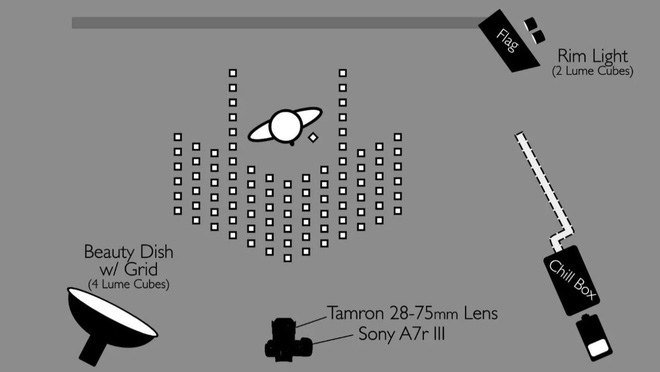 Flag
Rim Light
(2 Lume Cubes)
Beauty Dish
w/ Grid
(4 Lume Cubes)
Chill Box
Tamron 28-75mm Lens
Sony A7r III